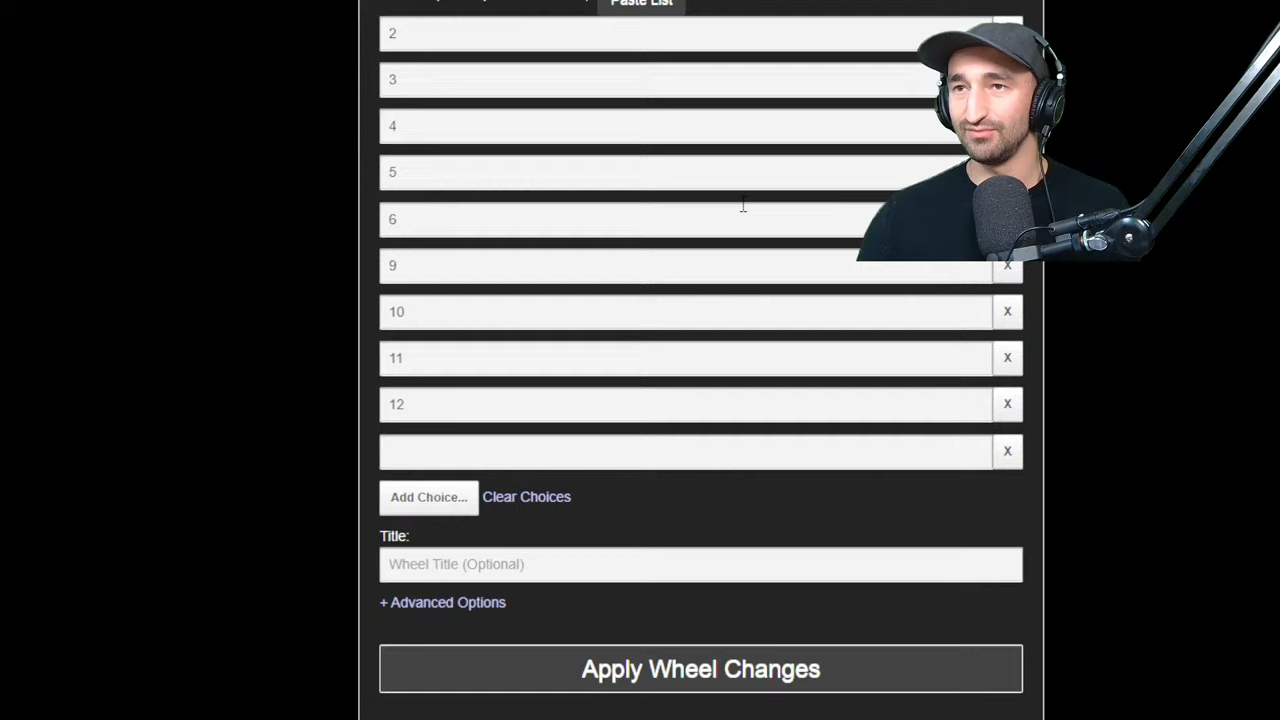 Paste List
2
3
4
5
6
9
X
10
X
11
X
12
X
X
Add Choice... Clear Choices
Title:
Wheel Title (Optional)
+ Advanced Options
Apply Wheel Changes